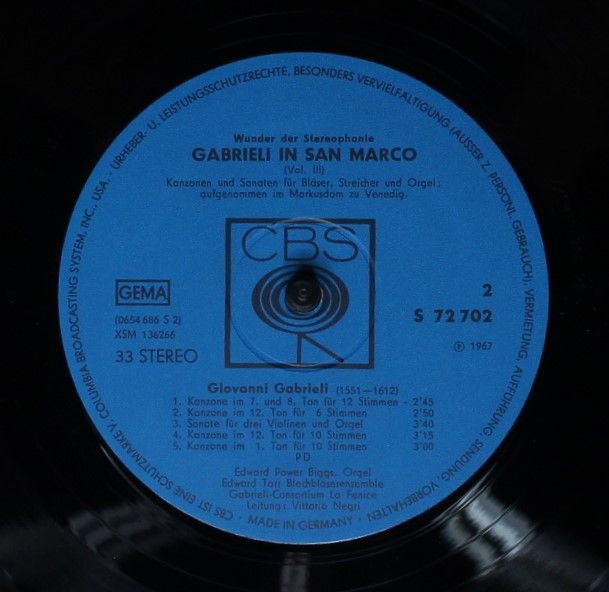 URHEBER- U. LEISTUNGSSCHUTZRECHTE, BESONDERS VERVIELFÄLTIGUNG (AUSSER Z. PERSÖNL. GEBRAUCH), VERMIETUNG, AUFFÜHRUNG, SENDUNG, VORBEHALTEN
Wunder der Stereophonie
GABRIELI IN SAN MARCO
(Vol. III)
Kanzonen und Sonaten für Bläser, Streicher und Orgel;
aufgenommen im Markusdom zu Venedig.
CBS
GEMA
2
(0654 686 S 2)
S 72 702
XSM 136266
33 STEREO
℗ 1967
Giovanni Gabrieli (1551—1612)
1. Kanzone im 7. und 8. Ton für 12 Stimmen - 2'45
2. Kanzone im 12. Ton für 6 Stimmen 2'50
3. Sonate für drei Violinen und Orgel 3'40
4. Kanzone im 12. Ton für 10 Stimmen 3'15
5. Kanzone im 1. Ton für 10 Stimmen 3'00
PD
Edward Power Biggs, Orgel
Edward Tarr Blechbläserensemble
Gabrieli-Consortium La Fenice
Leitung: Vittorio Negri
CBS IST EINE SCHUTZMARKE V. COLUMBIA BROADCASTING SYSTEM, INC., USA. ·
· MADE IN GERMANY ·